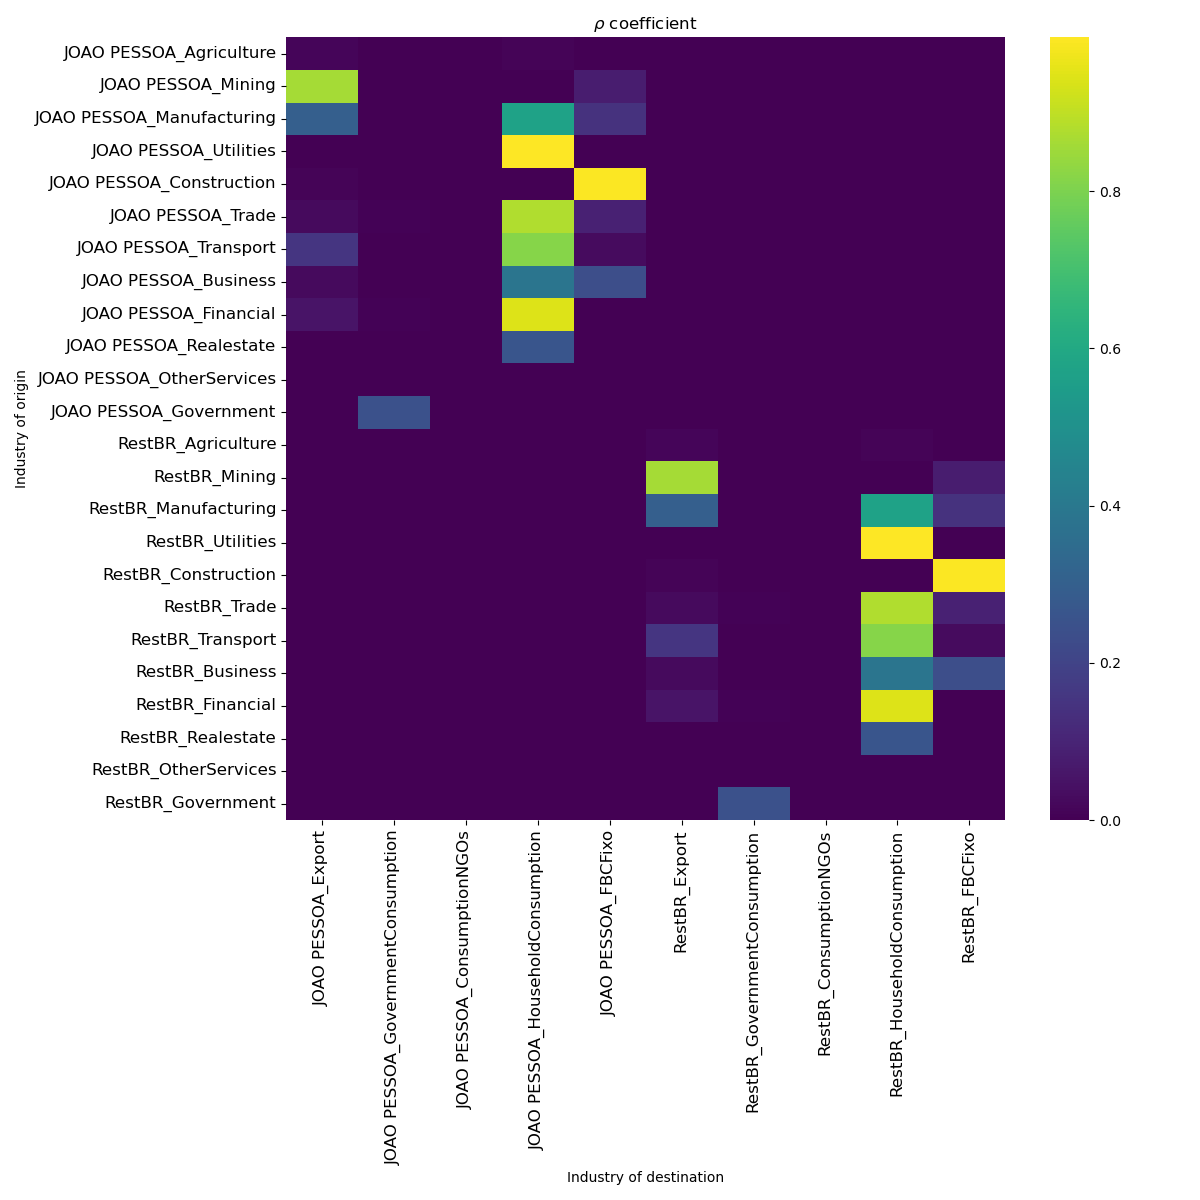 ρ coefficient
JOAO PESSOA_Agriculture
JOAO PESSOA_Mining
JOAO PESSOA_Manufacturing
JOAO PESSOA_Utilities
JOAO PESSOA_Construction
JOAO PESSOA_Trade
JOAO PESSOA_Transport
JOAO PESSOA_Business
JOAO PESSOA_Financial
JOAO PESSOA_Realestate
JOAO PESSOA_OtherServices
JOAO PESSOA_Government
RestBR_Agriculture
RestBR_Mining
RestBR_Manufacturing
RestBR_Utilities
RestBR_Construction
RestBR_Trade
RestBR_Transport
RestBR_Business
RestBR_Financial
RestBR_Realestate
RestBR_OtherServices
RestBR_Government
Industry of origin
JOAO PESSOA_Export
JOAO PESSOA_GovernmentConsumption
JOAO PESSOA_ConsumptionNGOs
JOAO PESSOA_HouseholdConsumption
JOAO PESSOA_FBCFixo
RestBR_Export
RestBR_GovernmentConsumption
RestBR_ConsumptionNGOs
RestBR_HouseholdConsumption
RestBR_FBCFixo
Industry of destination
0.8
0.6
0.4
0.2
0.0